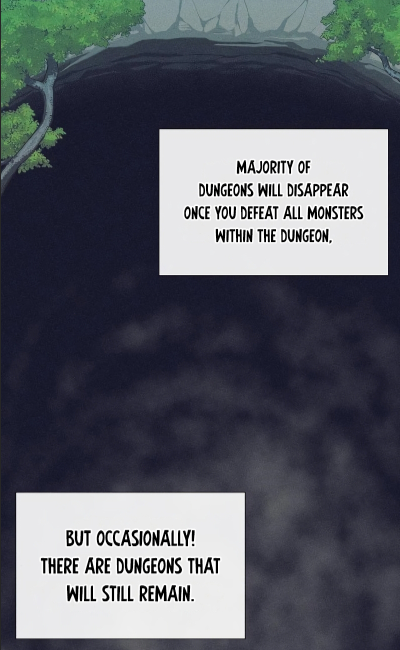 MAJORITY OF
DUNGEONS WILL DISAPPEAR
ONCE YOU DEFEAT ALL MONSTERS
WITHIN THE DUNGEON,
BUT OCCASIONALLY!
THERE ARE DUNGEONS THAT
WILL STILL REMAIN.